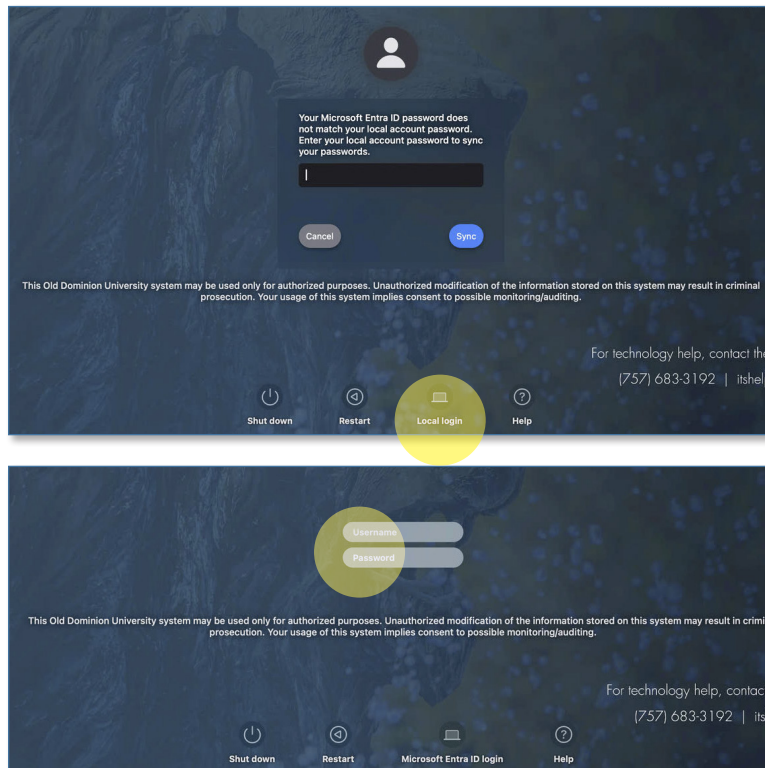 Your Microsoft Entra ID password does
not match your local account password.
Enter your local account password to sync
your passwords.
Cancel
Sync
This Old Dominion University system may be used only for authorized purposes. Unauthorized modification of the information stored on this system may result in criminal
prosecution. Your usage of this system implies consent to possible monitoring/auditing.
For technology help, contact the
(757) 683-3192 | itshel
Shut down
Restart
Local login
Help
Username
Password
This Old Dominion University system may be used only for authorized purposes. Unauthorized modification of the information stored on this system may result in crimi
prosecution. Your usage of this system implies consent to possible monitoring/auditing.
For technology help, contac
(757) 683-3192 | its
Shut down
Restart
Microsoft Entra ID login
Help